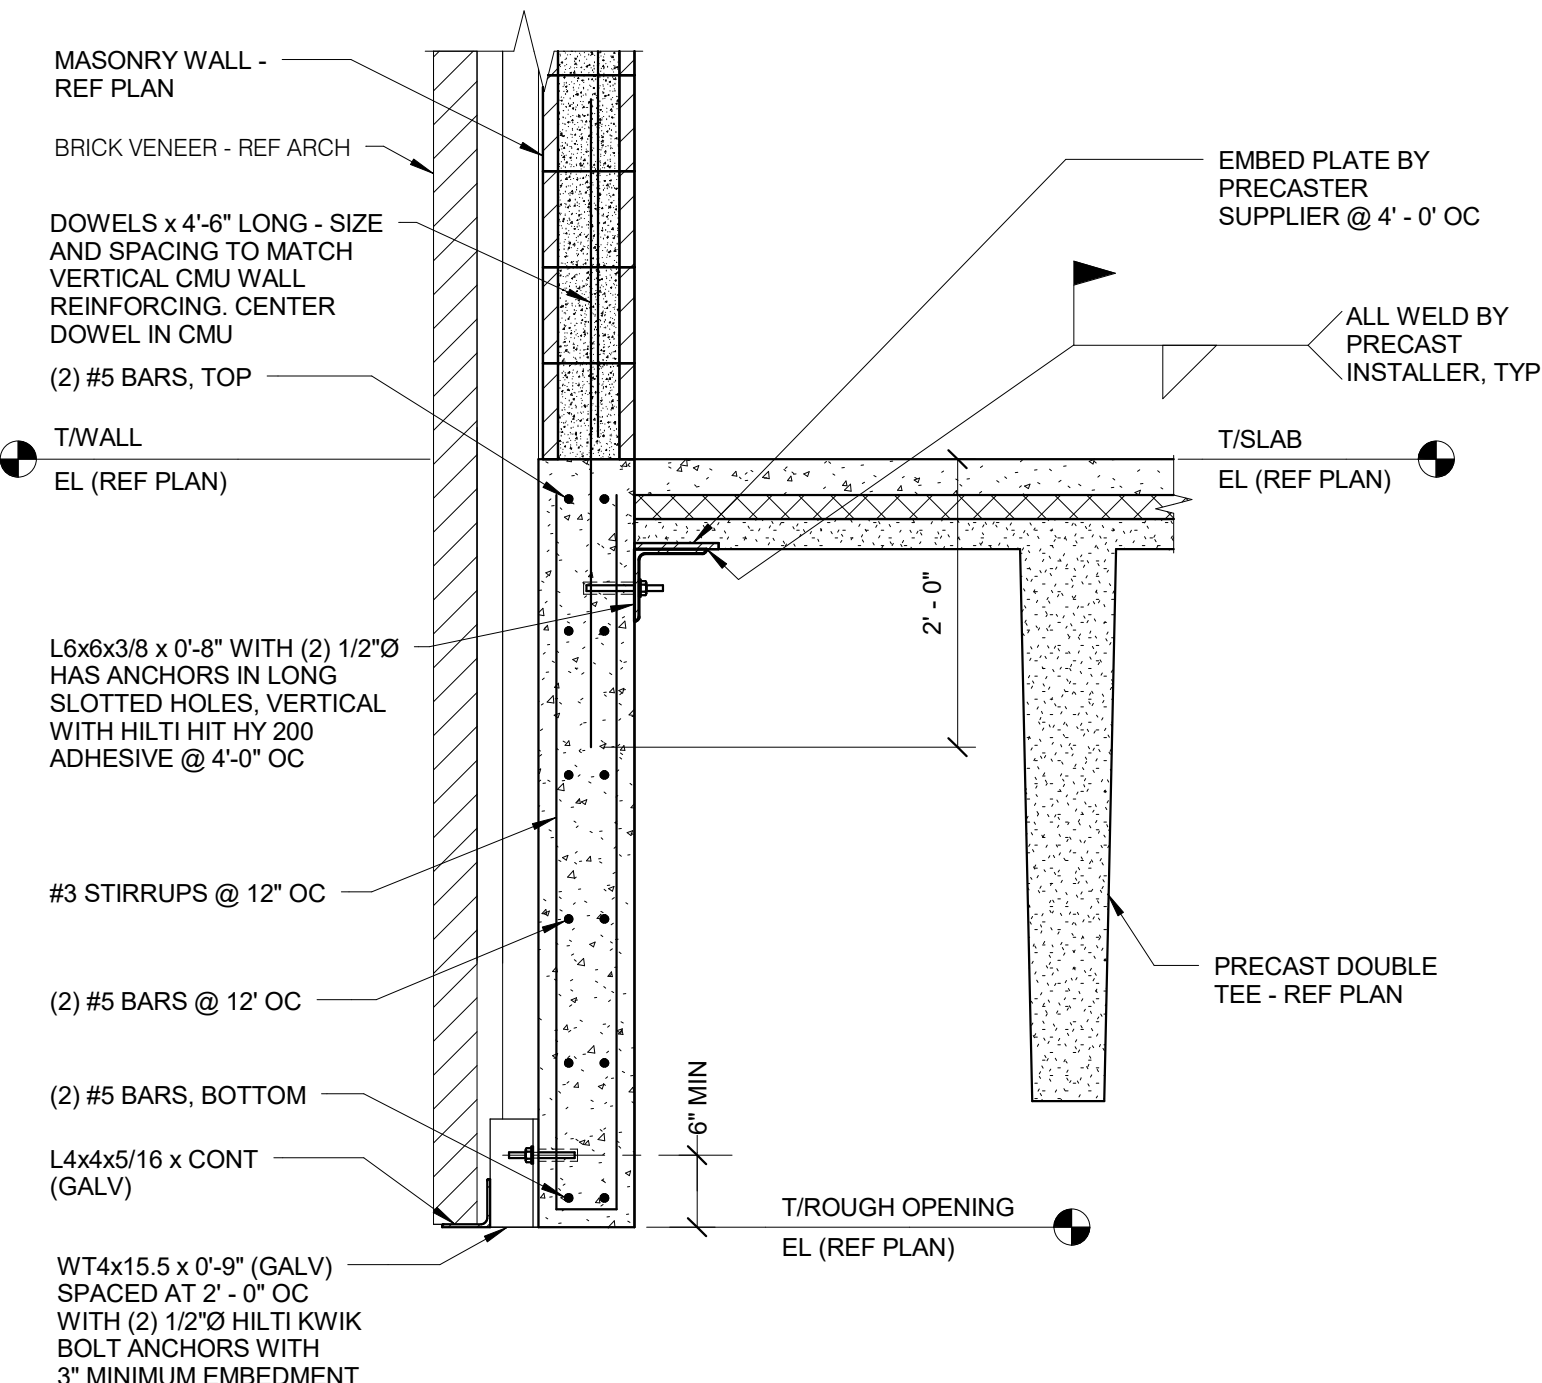 MASONRY WALL -
REF PLAN
BRICK VENEER - REF ARCH
DOWELS x 4'-6" LONG - SIZE
AND SPACING TO MATCH
VERTICAL CMU WALL
REINFORCING. CENTER
DOWEL IN CMU
(2) #5 BARS, TOP
T/WALL
EL (REF PLAN)
L6x6x3/8 x 0'-8" WITH (2) 1/2"Ø
HAS ANCHORS IN LONG
SLOTTED HOLES, VERTICAL
WITH HILTI HIT HY 200
ADHESIVE @ 4'-0" OC
#3 STIRRUPS @ 12" OC
(2) #5 BARS @ 12' OC
(2) #5 BARS, BOTTOM
L4x4x5/16 x CONT
(GALV)
WT4x15.5 x 0'-9" (GALV)
SPACED AT 2' - 0" OC
WITH (2) 1/2"Ø HILTI KWIK
BOLT ANCHORS WITH
3" MINIMUM EMBEDMENT
EMBED PLATE BY
PRECASTER
SUPPLIER @ 4' - 0' OC
ALL WELD BY
PRECAST
INSTALLER, TYP
T/SLAB
EL (REF PLAN)
2' - 0"
PRECAST DOUBLE
TEE - REF PLAN
6" MIN
T/ROUGH OPENING
EL (REF PLAN)